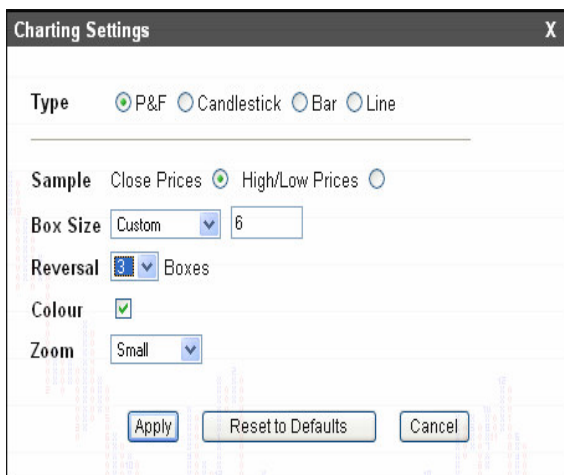 Charting Settings X
Type P&F Candlestick Bar Line
Sample Close Prices High/Low Prices
Box Size Custom 6
Reversal 3 Boxes
Colour
Zoom Small
Apply Reset to Defaults Cancel